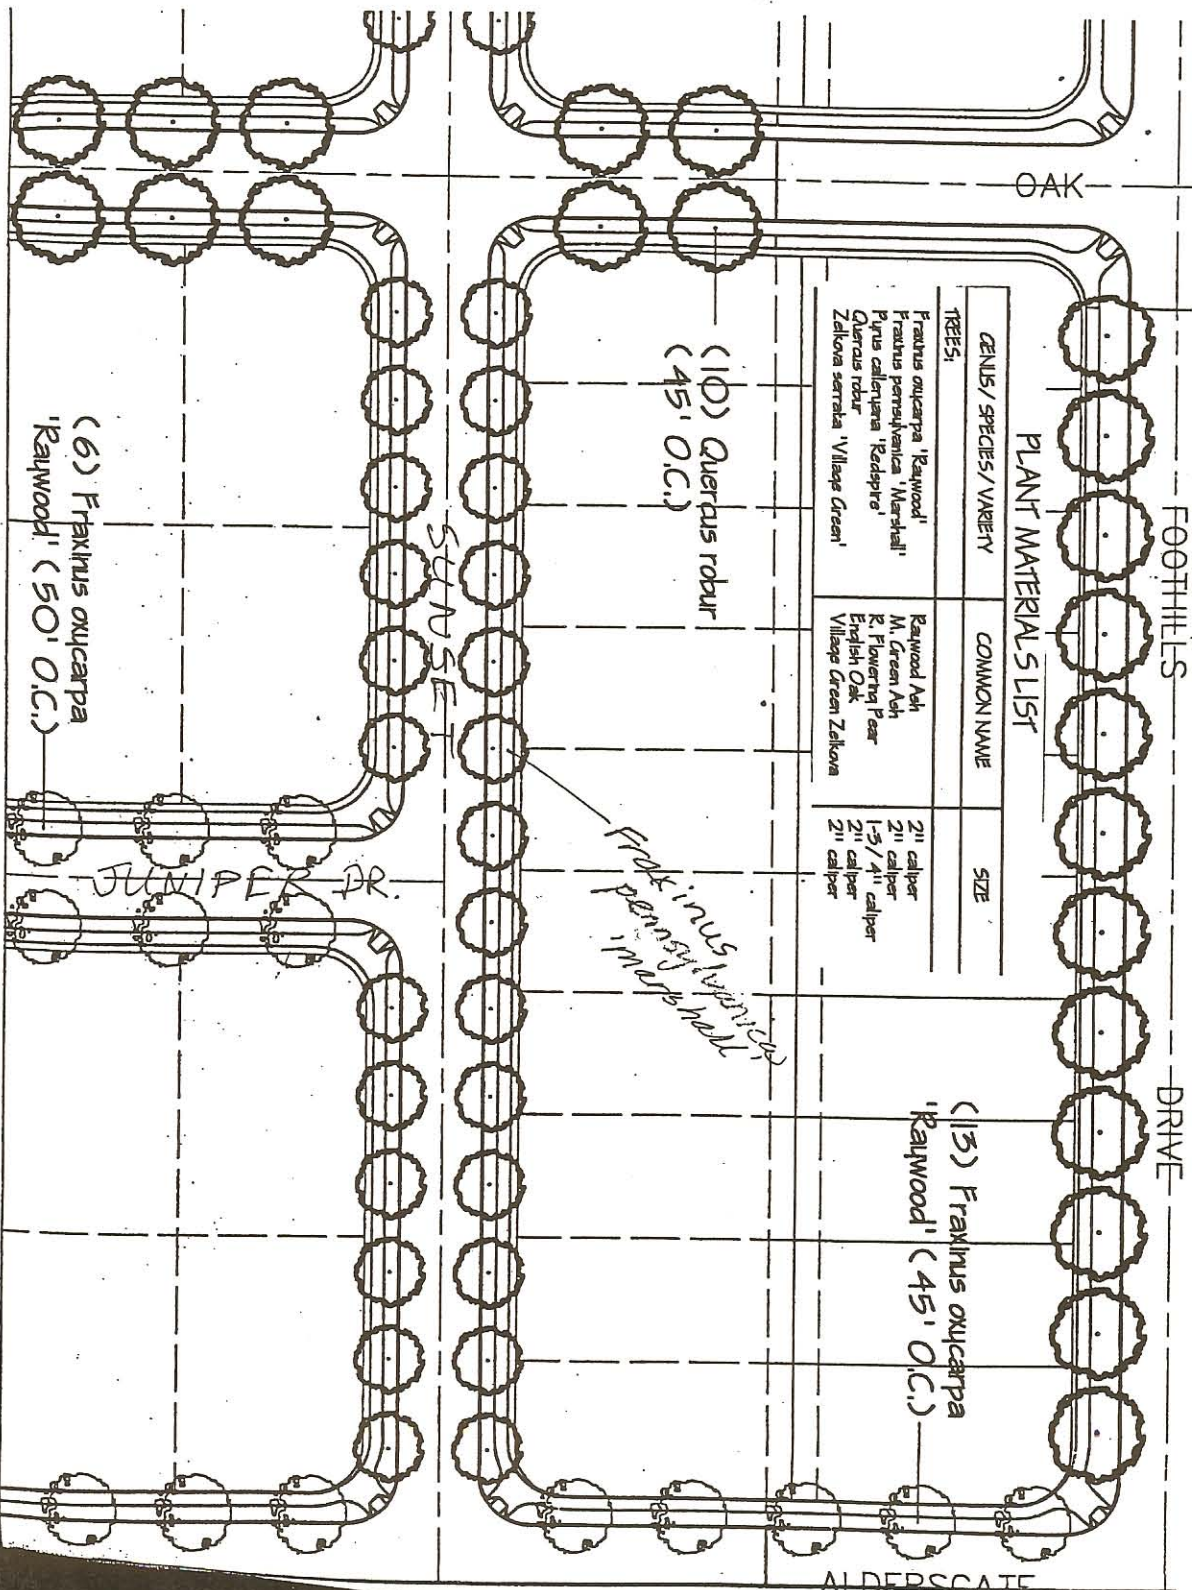 FOOTHILLS DRIVE
OAK
PLANT MATERIALS LIST
GENUS/SPECIES/VARIETY COMMON NAME SIZE
TREES:
Fraxinus oxycarpa 'Raywood' Raywood Ash 2" caliper
Fraxinus pennsylvanica 'Marshall' M. Green Ash 2" caliper
Pyrus calleryana 'Redspire' R. Flowering Pear 1-3/4" caliper
Quercus robur English Oak 2" caliper
Zelkova serrata 'Village Green' Village Green Zelkova 2" caliper
(10) Quercus robur
(45' O.C.)
(13) Fraxinus oxycarpa
'Raywood' (45' O.C.)
Fraxinus
pennsylvanica
'marshall'
SUNSET
(6) Fraxinus oxycarpa
'Raywood' (50' O.C.)
JUNIPER DR.
ALDERSGATE